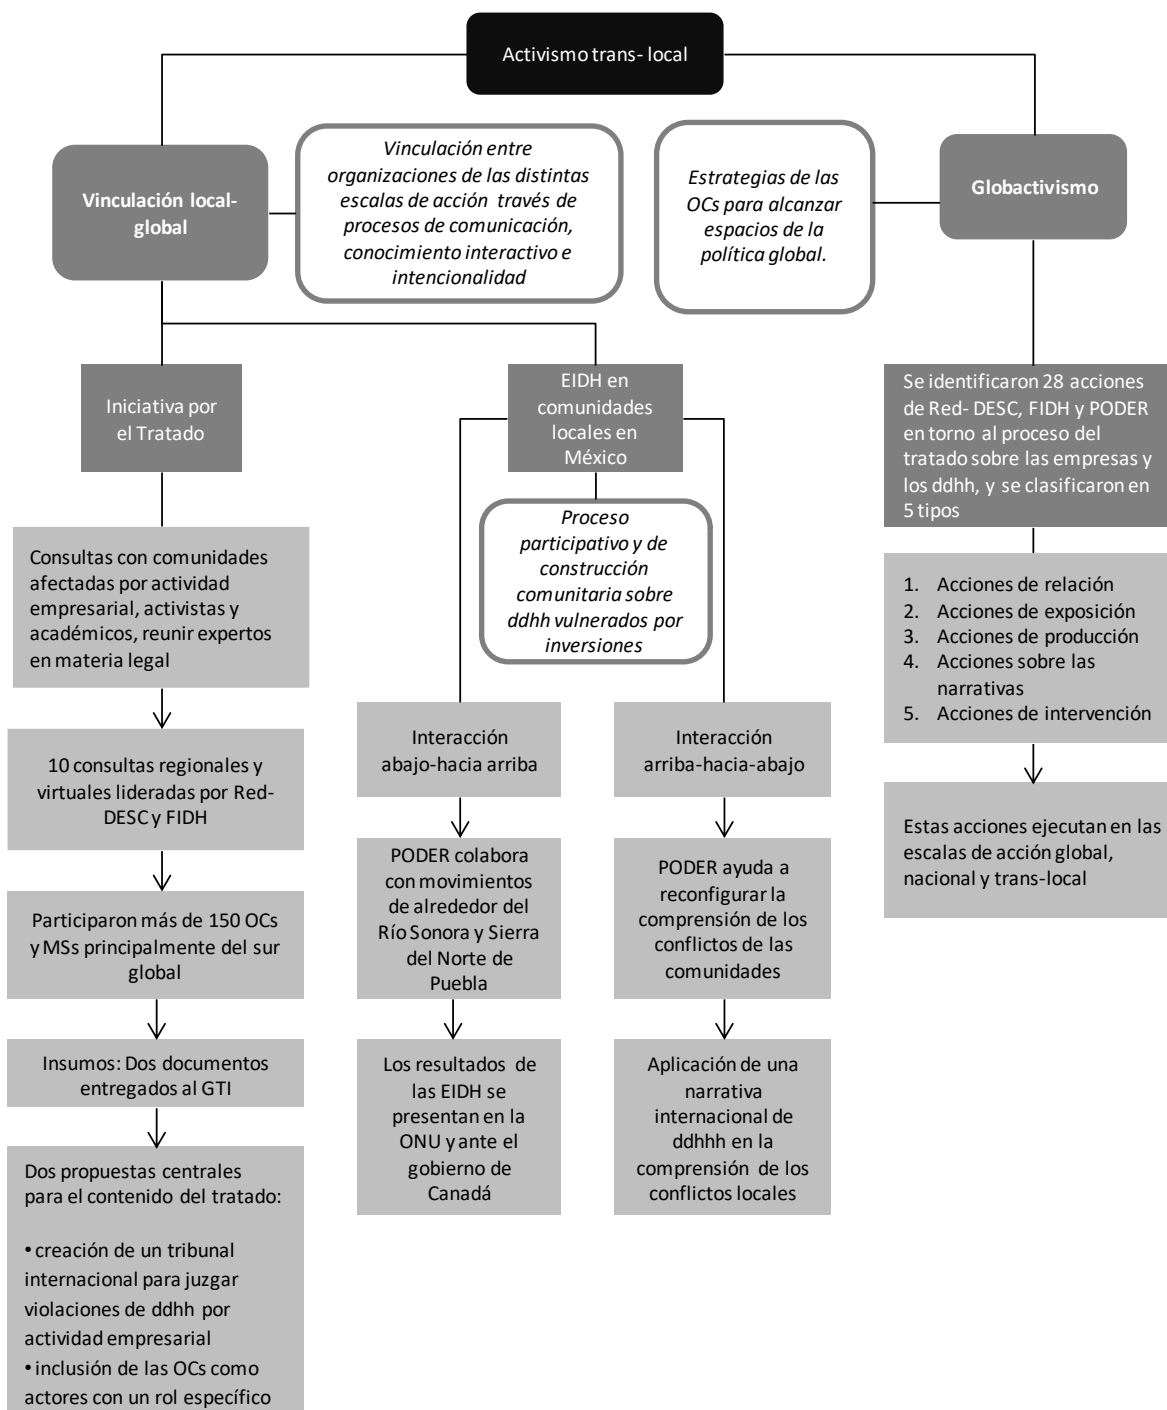 Activismo trans- local
Vinculación local-
global
Vinculación entre
organizaciones de las distintas
escalas de acción través de
procesos de comunicación,
conocimiento interactivo e
intencionalidad
Estrategias de las
OCs para alcanzar
espacios de la
política global.
Globactivismo
Iniciativa por
el Tratado
EIDH en
comunidades
locales en
México
Se identificaron 28 acciones
de Red- DESC, FIDH y PODER
en torno al proceso del
tratado sobre las empresas y
los ddhh, y se clasificaron en
5 tipos
Proceso
participativo y de
construcción
comunitaria sobre
ddhh vulnerados por
inversiones
Consultas con comunidades
afectadas por actividad
empresarial, activistas y
académicos, reunir expertos
en materia legal
1. Acciones de relación
2. Acciones de exposición
3. Acciones de producción
4. Acciones sobre las
narrativas
5. Acciones de intervención
10 consultas regionales y
virtuales lideradas por Red-
DESC y FIDH
Interacción
abajo-hacia arriba
Interacción
arriba-hacia-abajo
Estas acciones ejecutan en las
escalas de acción global,
nacional y trans-local
Participaron más de 150 OCs
y MSs principalmente del sur
global
PODER colabora
con movimientos
de alrededor del
Río Sonora y Sierra
del Norte de
Puebla
PODER ayuda a
reconfigurar la
comprensión de los
conflictos de las
comunidades
Insumos: Dos documentos
entregados al GTI
Los resultados de
las EIDH se
presentan en la
ONU y ante el
gobierno de
Canadá
Aplicación de una
narrativa
internacional de
ddhhh en la
comprensión de los
conflictos locales
Dos propuestas centrales
para el contenido del tratado:
• creación de un tribunal
internacional para juzgar
violaciones de ddhh por
actividad empresarial
• inclusión de las OCs como
actores con un rol específico